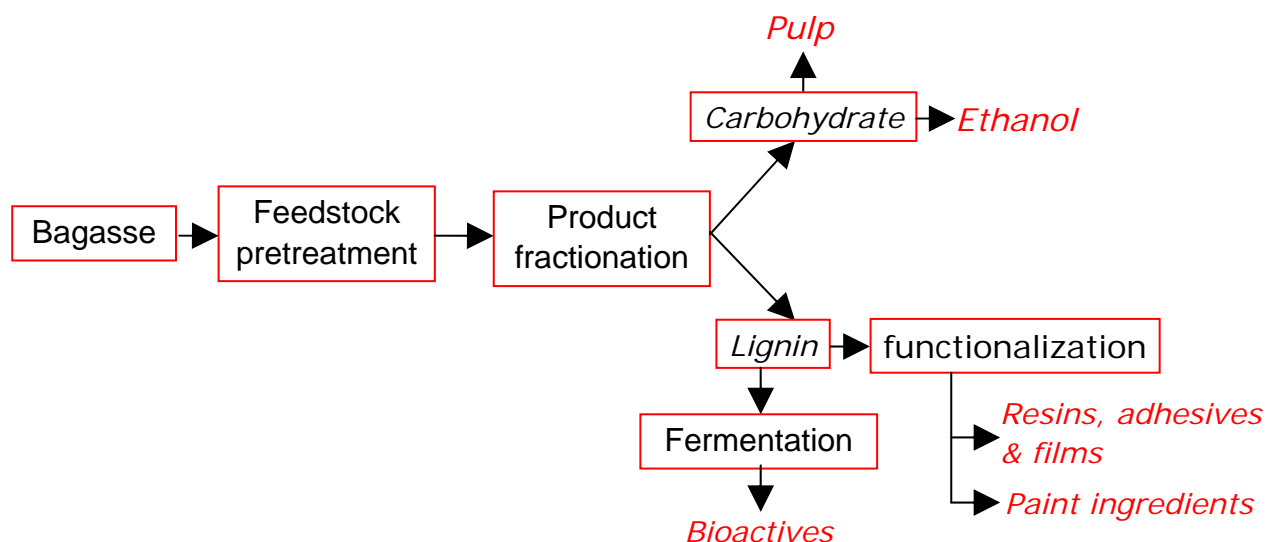 Pulp
Carbohydrate
Ethanol
Bagasse
Feedstock
pretreatment
Product
fractionation
Lignin
functionalization
Fermentation
Resins, adhesives
& films
Paint ingredients
Bioactives